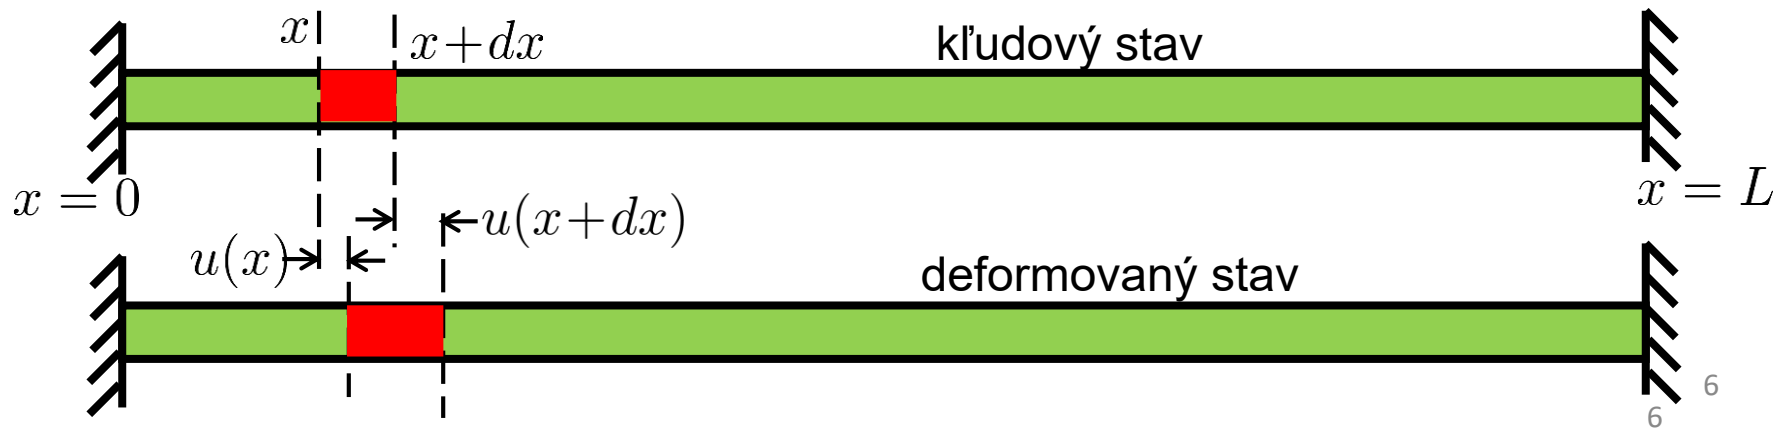 x
x+dx
kľudový stav
x = 0
x = L
u(x+dx)
u(x)
deformovaný stav
6
6